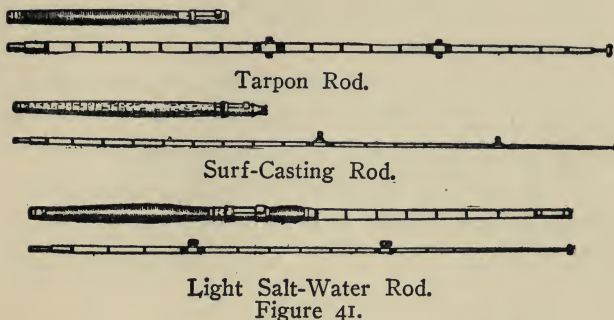 Tarpon Rod.
Surf-Casting Rod.
Light Salt-Water Rod.
Figure 41.